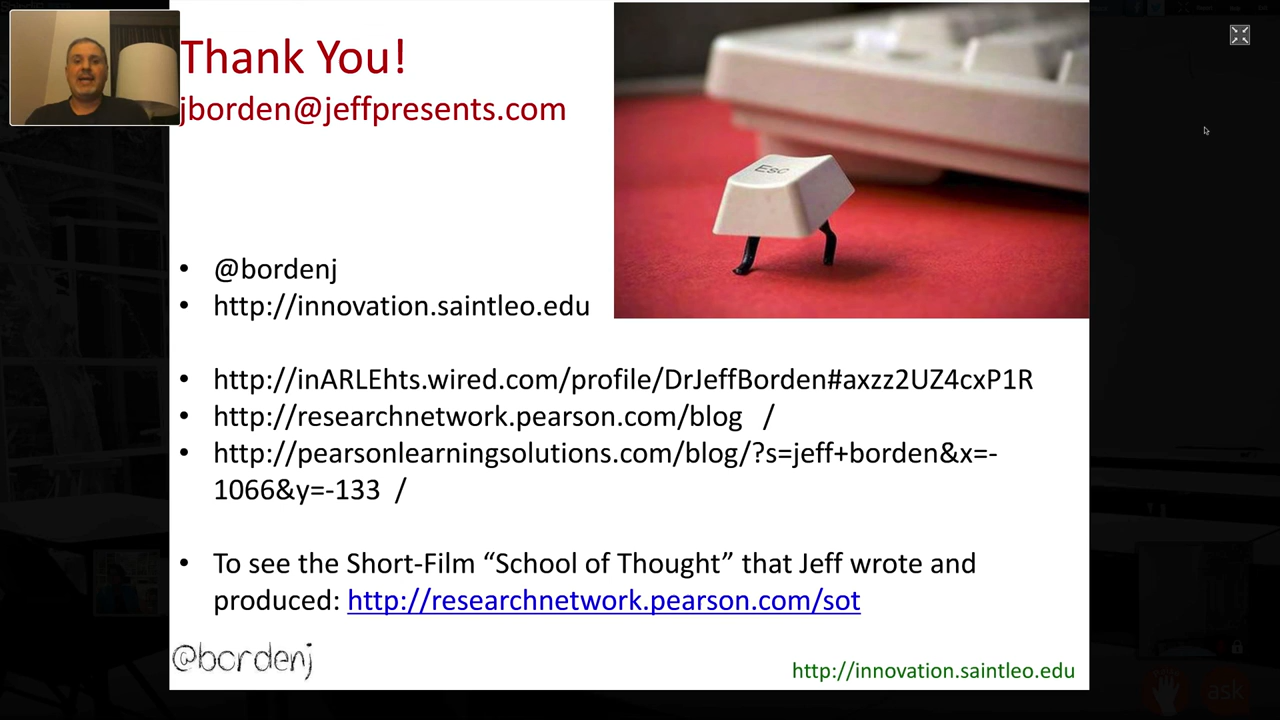 Thank You!
jborden@jeffpresents.com
Esc
• @bordenj
• http://innovation.saintleo.edu
• http://inARLEhts.wired.com/profile/DrJeffBorden#axzz2UZ4cxP1R
• http://researchnetwork.pearson.com/blog /
• http://pearsonlearningsolutions.com/blog/?s=jeff+borden&x=-
1066&y=-133 /
• To see the Short-Film “School of Thought” that Jeff wrote and
produced: http://researchnetwork.pearson.com/sot
@bordenj
http://innovation.saintleo.edu
ask